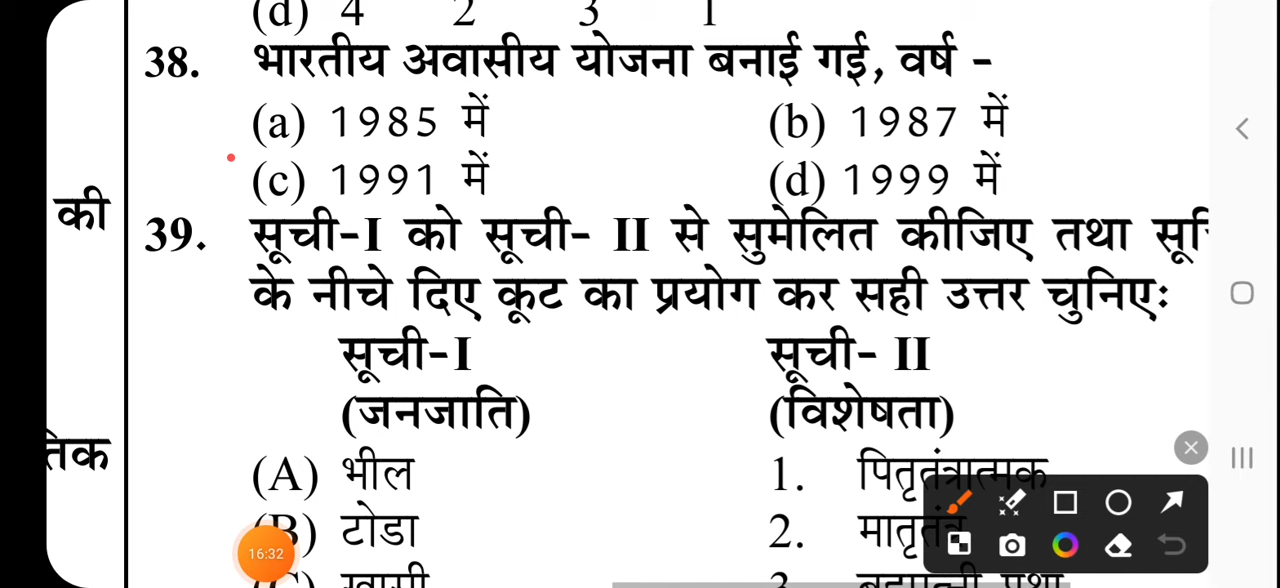 (d) 4 2 3 1
38. भारतीय अवासीय योजना बनाई गई, वर्ष -
(a) 1985 में (b) 1987 में
(c) 1991 में (d) 1999 में
की
39. सूची-I को सूची- II से सुमेलित कीजिए तथा
के नीचे दिए कूट का प्रयोग कर सही उत्तर चुनिएः
सूची-I सूची- II
(जनजाति) (विशेषता)
(A) भील 1. पितृतंत्रात्मक
टोडा 2.
16:32